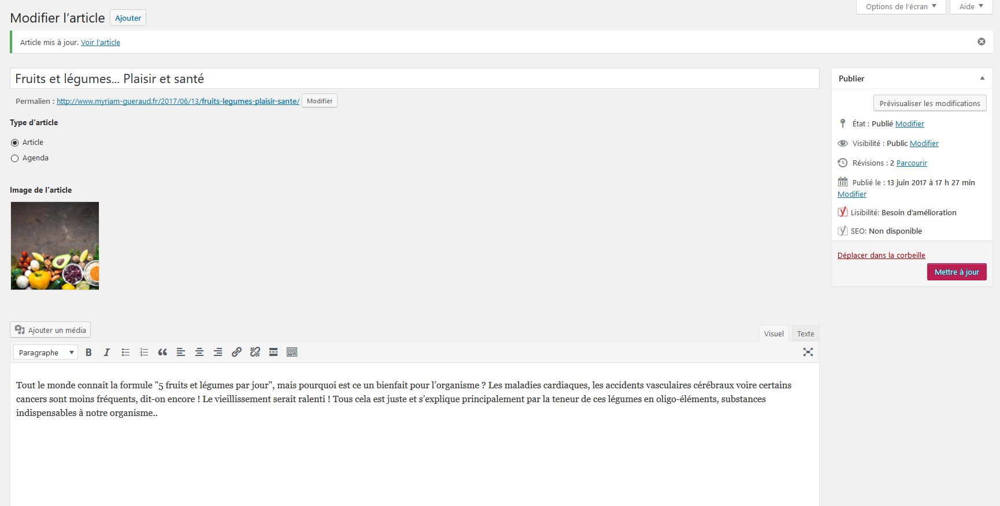 Options de l’écran
Aide
Modifier l’article
Ajouter
Article mis à jour. Voir l’article
Fruits et légumes... Plaisir et santé
Permalien : http://www.myriam-gueraud.fr/2017/06/13/fruits-legumes-plaisir-sante/ Modifier
Type d'article
Article
Agenda
Image de l'article
Ajouter un média
Visuel
Texte
Paragraphe
B I
Tout le monde connait la formule "5 fruits et légumes par jour", mais pourquoi est ce un bienfait pour l’organisme ? Les maladies cardiaques, les accidents vasculaires cérébraux voire certains
cancers sont moins fréquents, dit-on encore ! Le vieillissement serait ralenti ! Tous cela est juste et s’explique principalement par la teneur de ces légumes en oligo-éléments, substances
indispensables à notre organisme..
Publier
Prévisualiser les modifications
État : Publié Modifier
Visibilité : Public Modifier
Révisions : 2 Parcourir
Publié le : 13 juin 2017 à 17 h 27 min
Modifier
Lisibilité: Besoin d’amélioration
SEO: Non disponible
Déplacer dans la corbeille
Mettre à jour